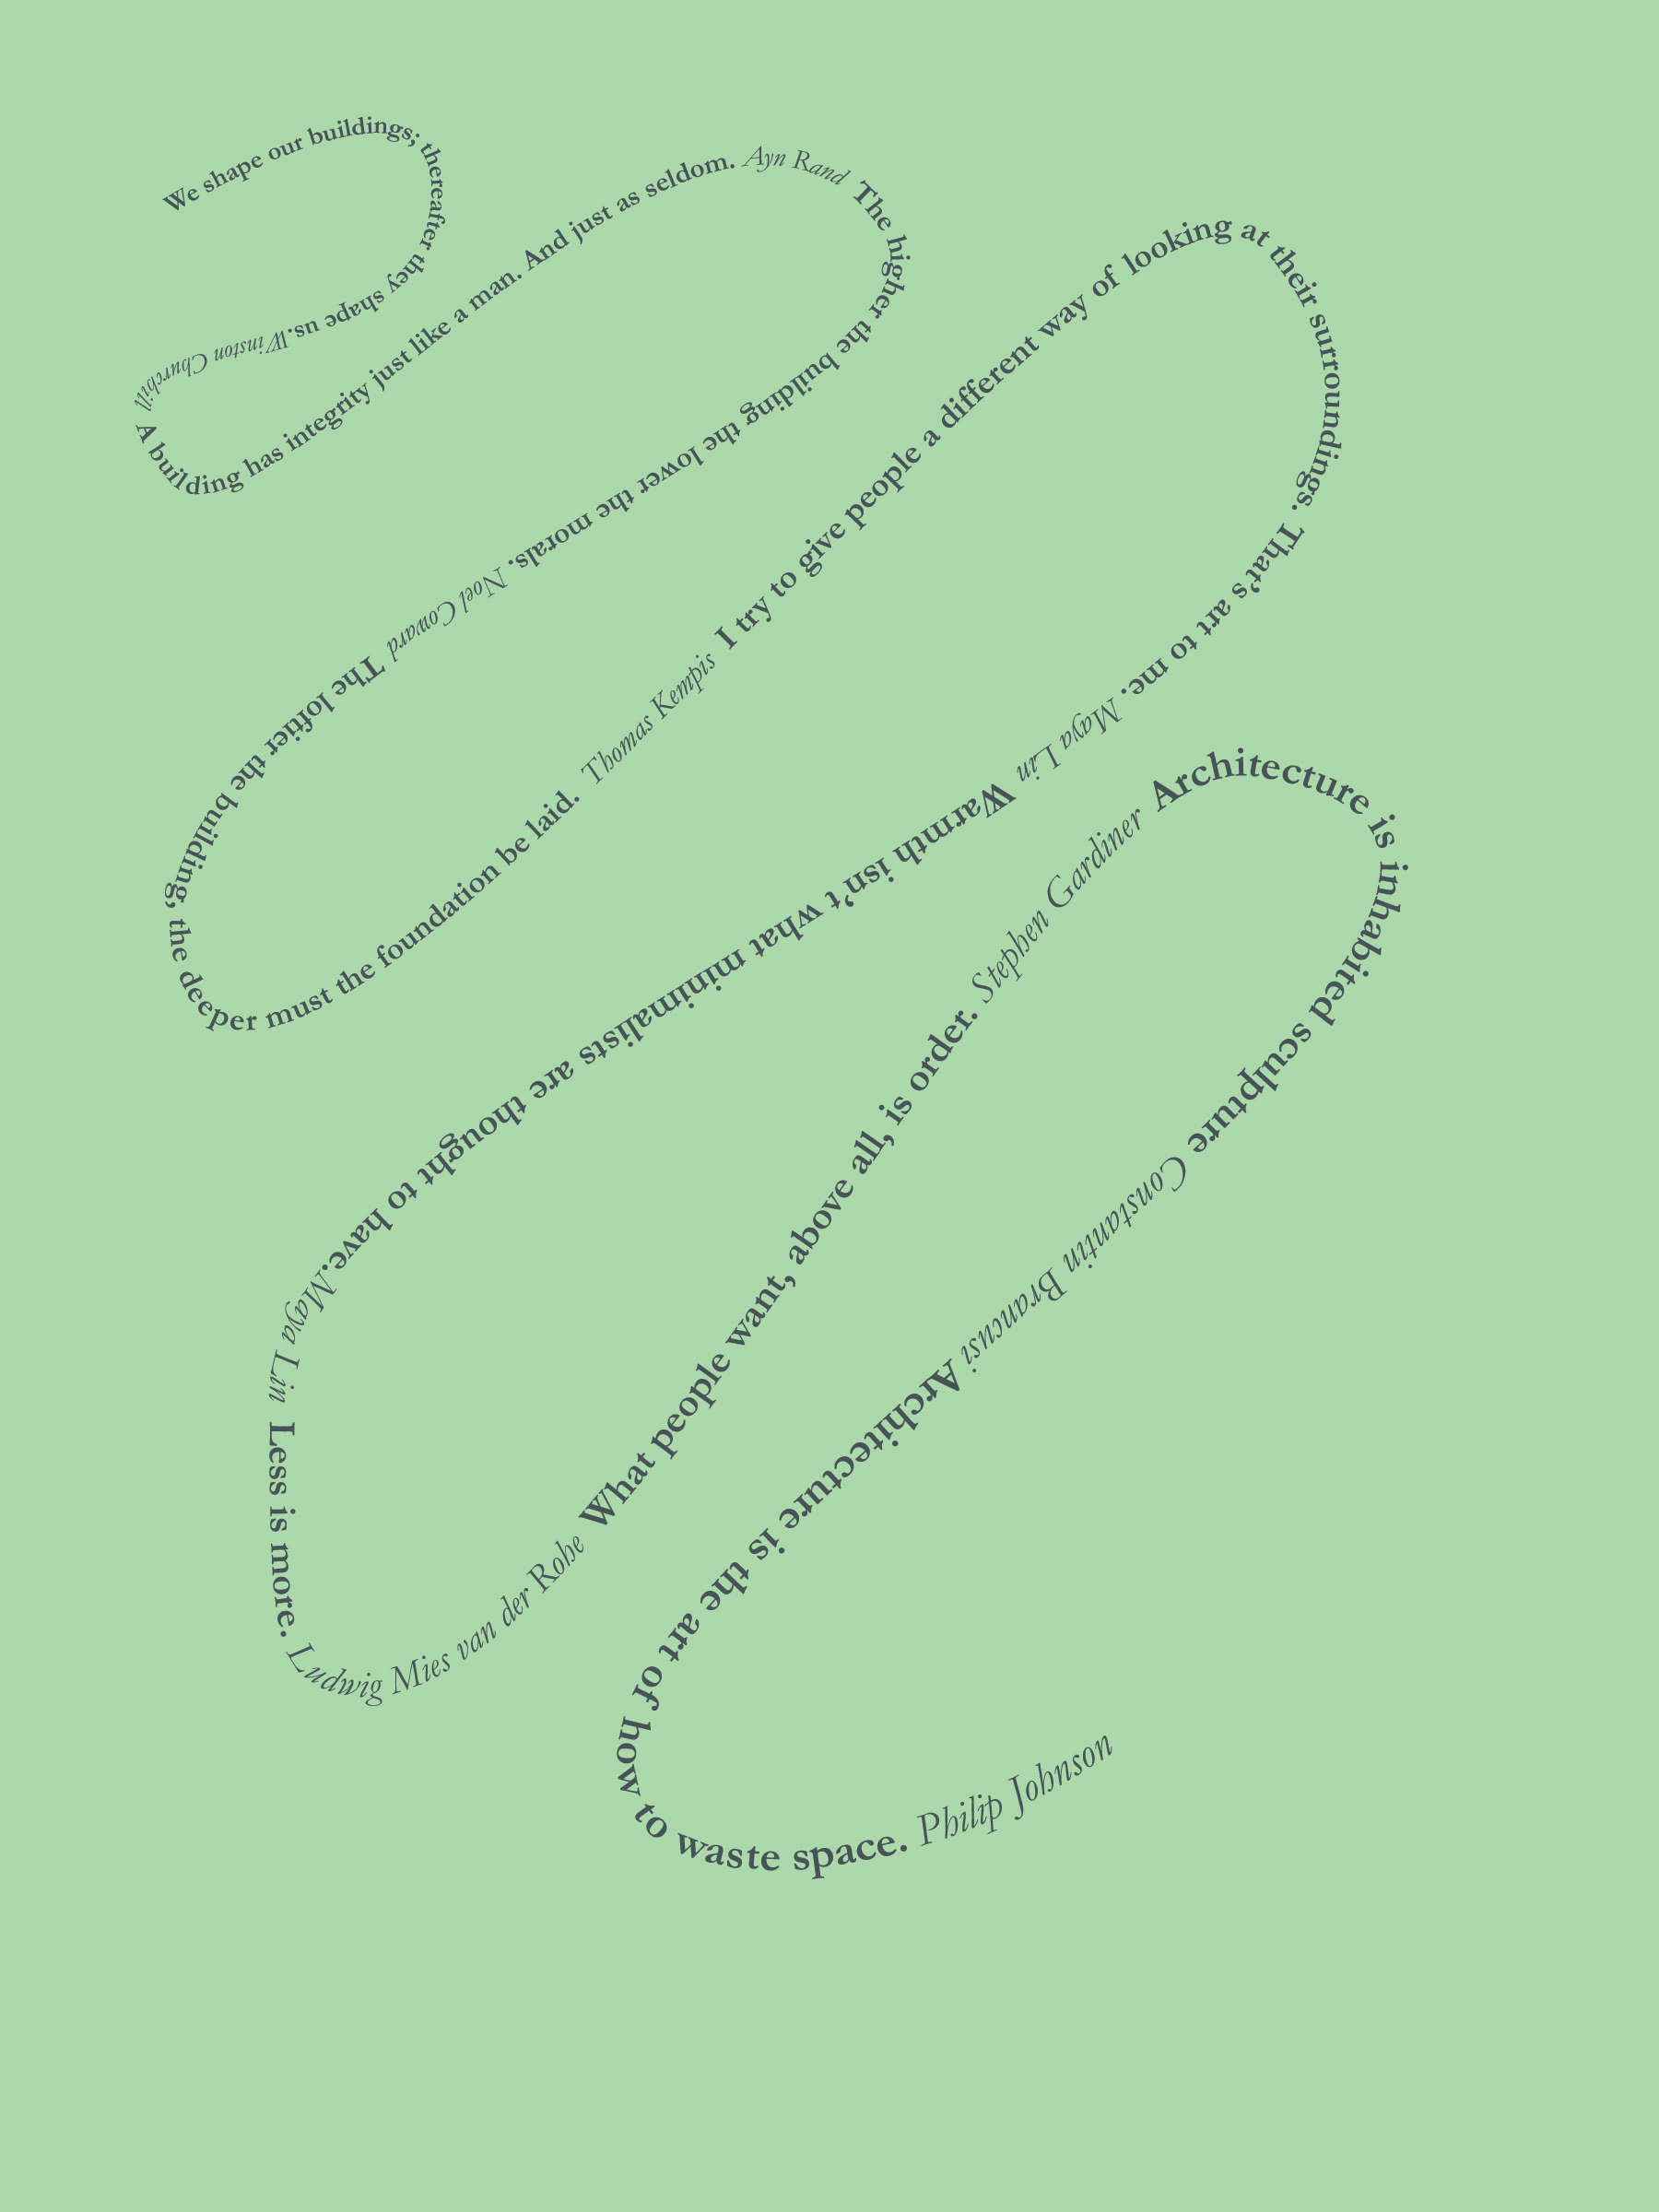 We shape our buildings; thereafter they shape us. Winston Churchill
A building has integrity just like a man. And just as seldom. Ayn Rand
The higher the building the lower the morals. Noel Coward
The loftier the building, the deeper must the foundation be laid. Thomas Kempis
I try to give people a different way of looking at their surroundings. That's art to me. Maya Lin
Warmth isn't what minimalists are thought to have. Maya Lin
Less is more. Ludwig Mies van der Rohe
What people want, above all, is order. Stephen Gardiner
Architecture is inhabited sculpture Constantin Brancusi
Architecture is the art of how to waste space. Philip Johnson